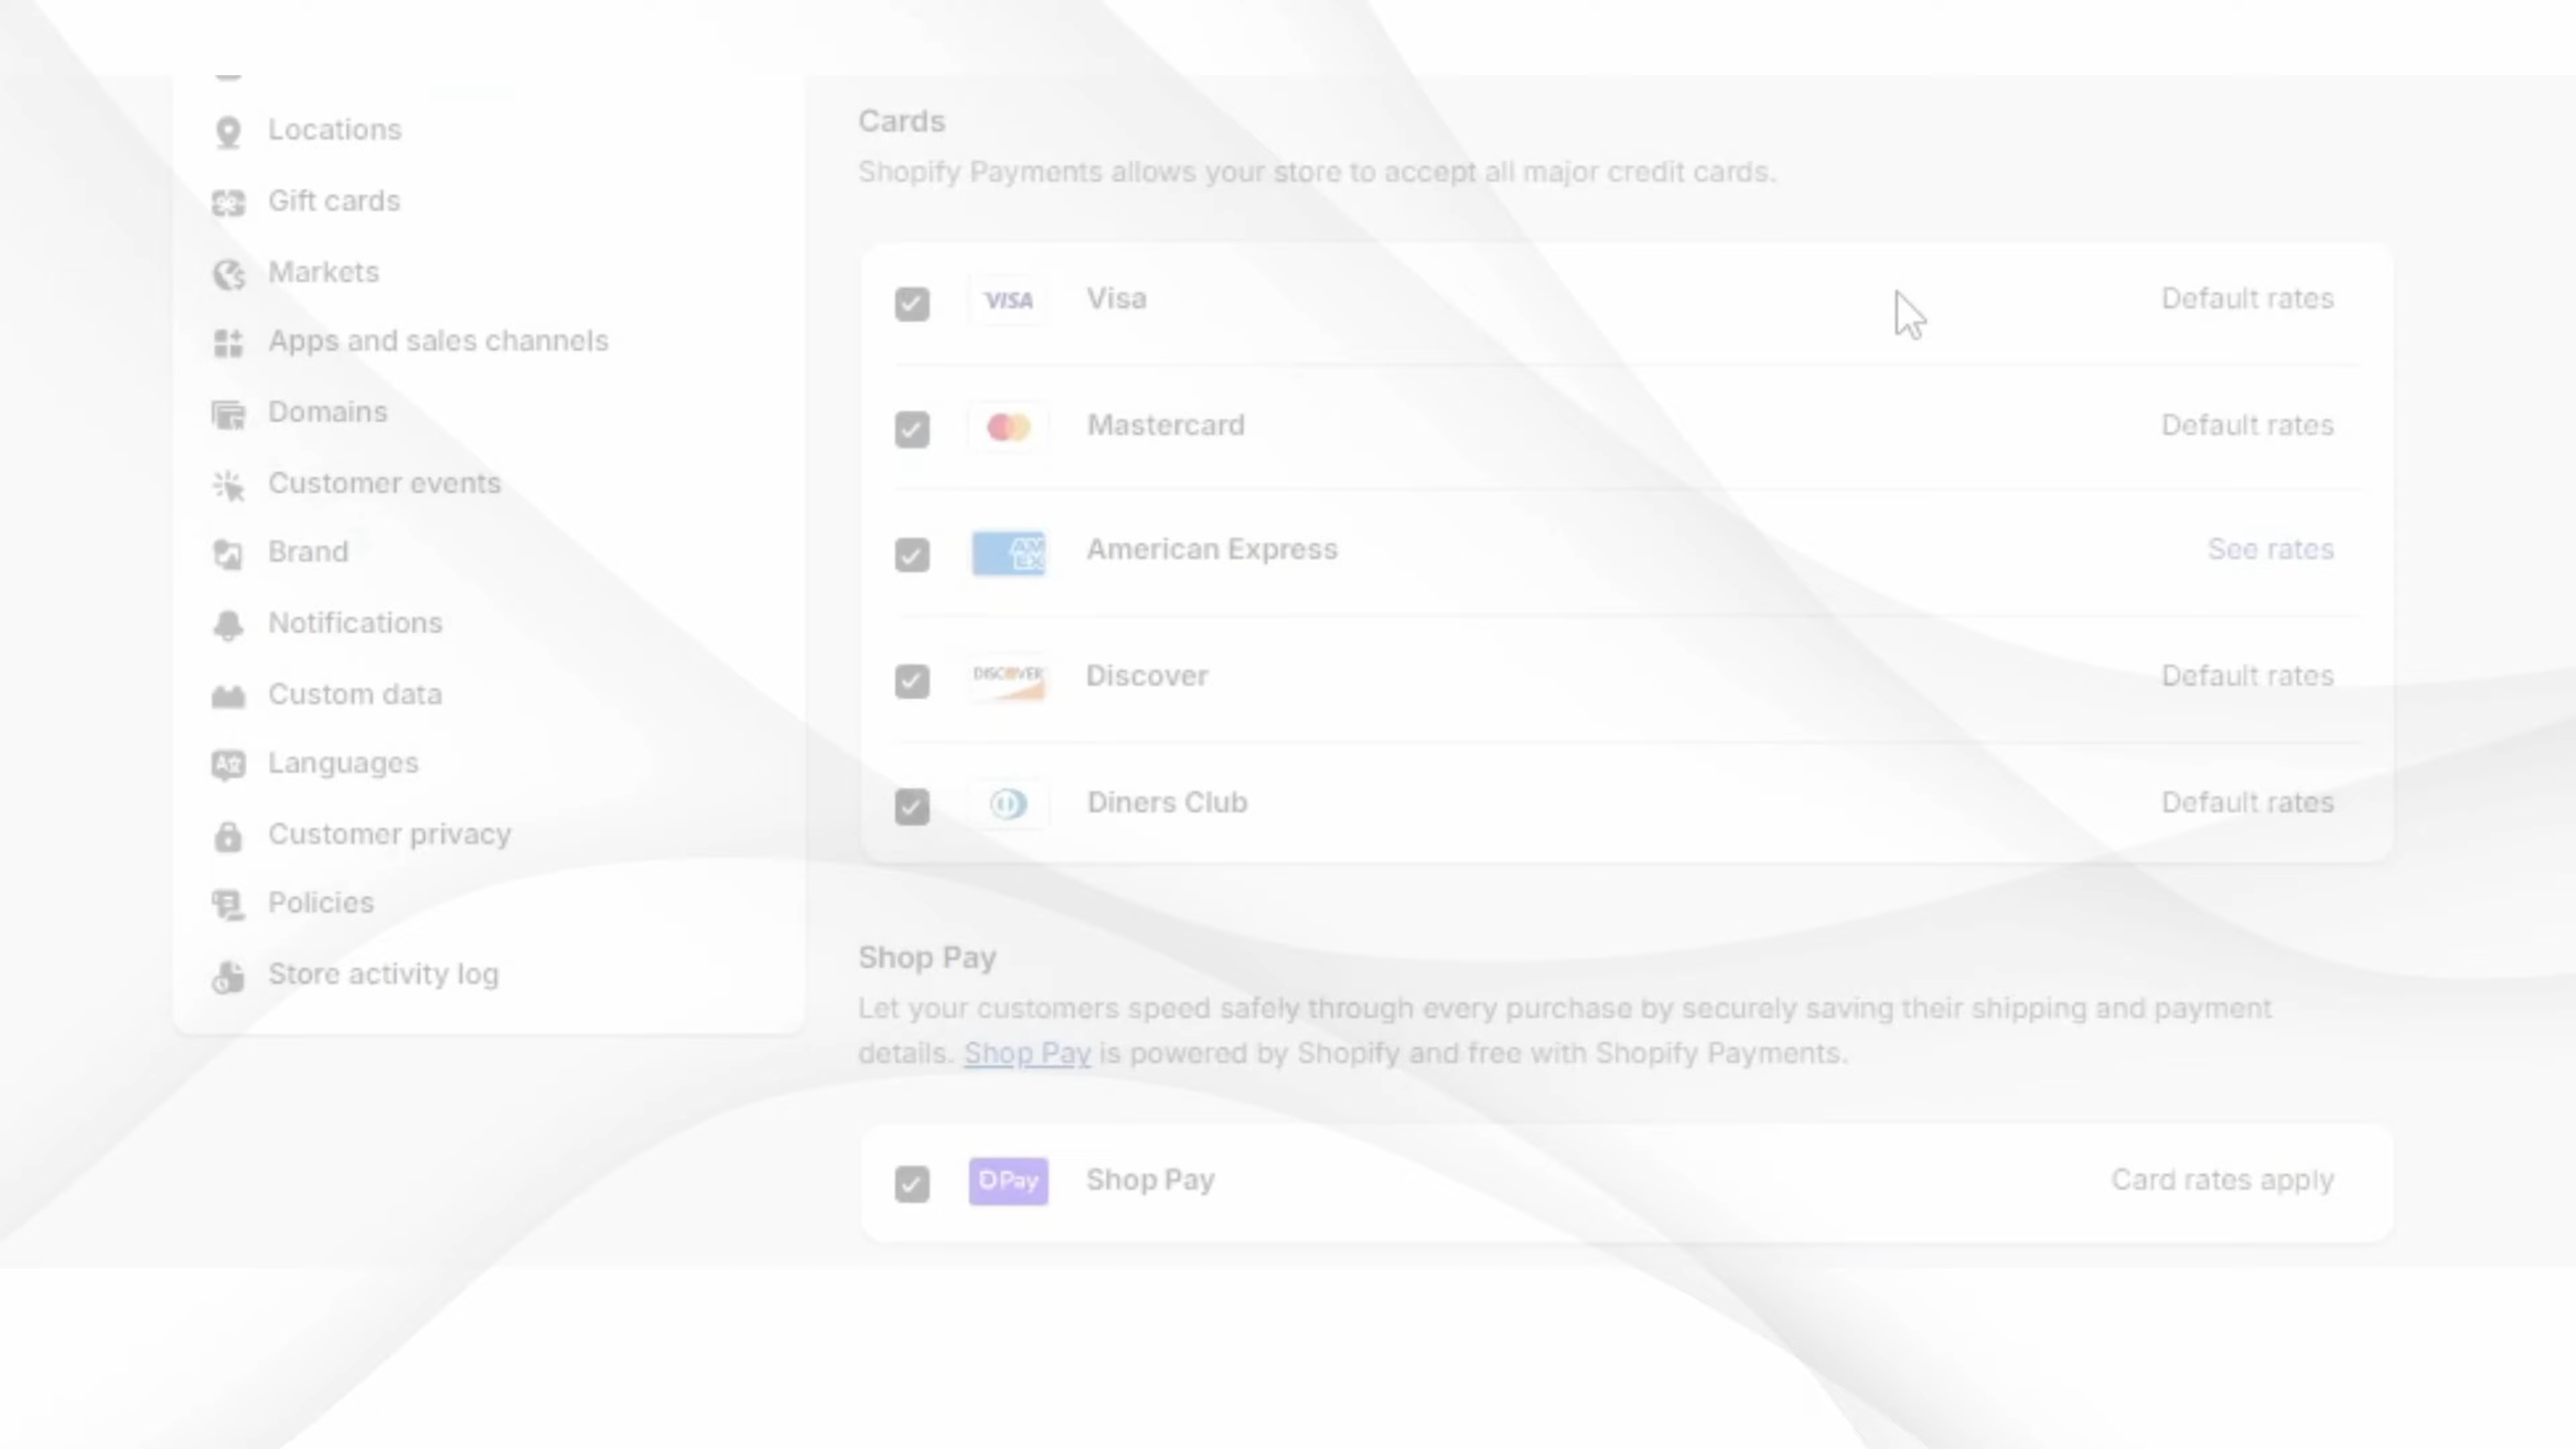 Locations
Gift cards
Markets
Apps and sales channels
Domains
Customer events
Brand
Notifications
Custom data
Languages
Customer privacy
Policies
Store activity log
Cards
Shopify Payments allows your store to accept all major credit cards.
VISA Visa Default rates
Mastercard Default rates
AM
EX American Express See rates
DISCOVER Discover Default rates
Diners Club Default rates
Shop Pay
Let your customers speed safely through every purchase by securely saving their shipping and payment
details. Shop Pay is powered by Shopify and free with Shopify Payments.
Pay Shop Pay Card rates apply